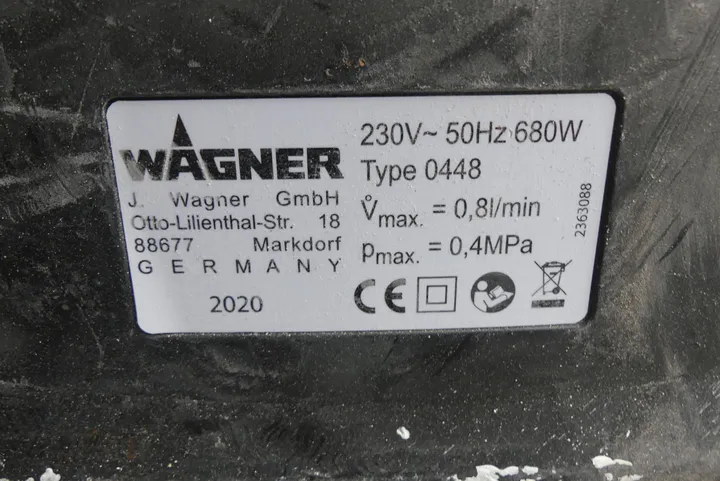 WAGNER
J. Wagner GmbH
Otto-Lilienthal-Str. 18
88677 Markdorf
GERMANY
2020
230V~ 50Hz 680W
Type 0448
V̊max. = 0,8l/min
pmax. = 0,4MPa
CE
2363088